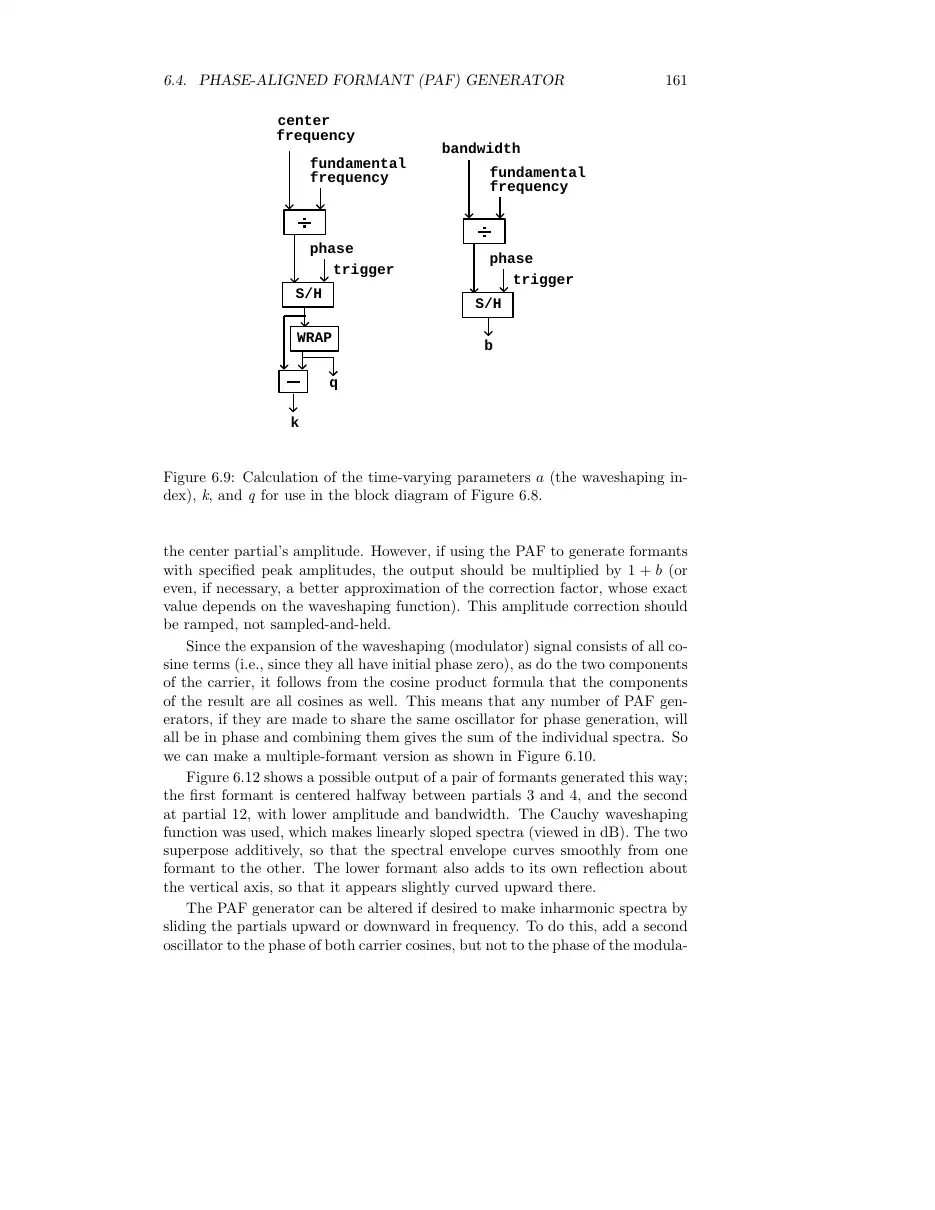 6.4. PHASE-ALIGNED FORMANT (PAF) GENERATOR 161
center
frequency
fundamental
frequency
÷
phase
trigger
S/H
WRAP
−
q
k
bandwidth
fundamental
frequency
÷
phase
trigger
S/H
b
Figure 6.9: Calculation of the time-varying parameters a (the waveshaping in-
dex), k, and q for use in the block diagram of Figure 6.8.
the center partial's amplitude. However, if using the PAF to generate formants
with specified peak amplitudes, the output should be multiplied by 1 + b (or
even, if necessary, a better approximation of the correction factor, whose exact
value depends on the waveshaping function). This amplitude correction should
be ramped, not sampled-and-held.
Since the expansion of the waveshaping (modulator) signal consists of all co-
sine terms (i.e., since they all have initial phase zero), as do the two components
of the carrier, it follows from the cosine product formula that the components
of the result are all cosines as well. This means that any number of PAF gen-
erators, if they are made to share the same oscillator for phase generation, will
all be in phase and combining them gives the sum of the individual spectra. So
we can make a multiple-formant version as shown in Figure 6.10.
Figure 6.12 shows a possible output of a pair of formants generated this way;
the first formant is centered halfway between partials 3 and 4, and the second
at partial 12, with lower amplitude and bandwidth. The Cauchy waveshaping
function was used, which makes linearly sloped spectra (viewed in dB). The two
superpose additively, so that the spectral envelope curves smoothly from one
formant to the other. The lower formant also adds to its own reflection about
the vertical axis, so that it appears slightly curved upward there.
The PAF generator can be altered if desired to make inharmonic spectra by
sliding the partials upward or downward in frequency. To do this, add a second
oscillator to the phase of both carrier cosines, but not to the phase of the modula-